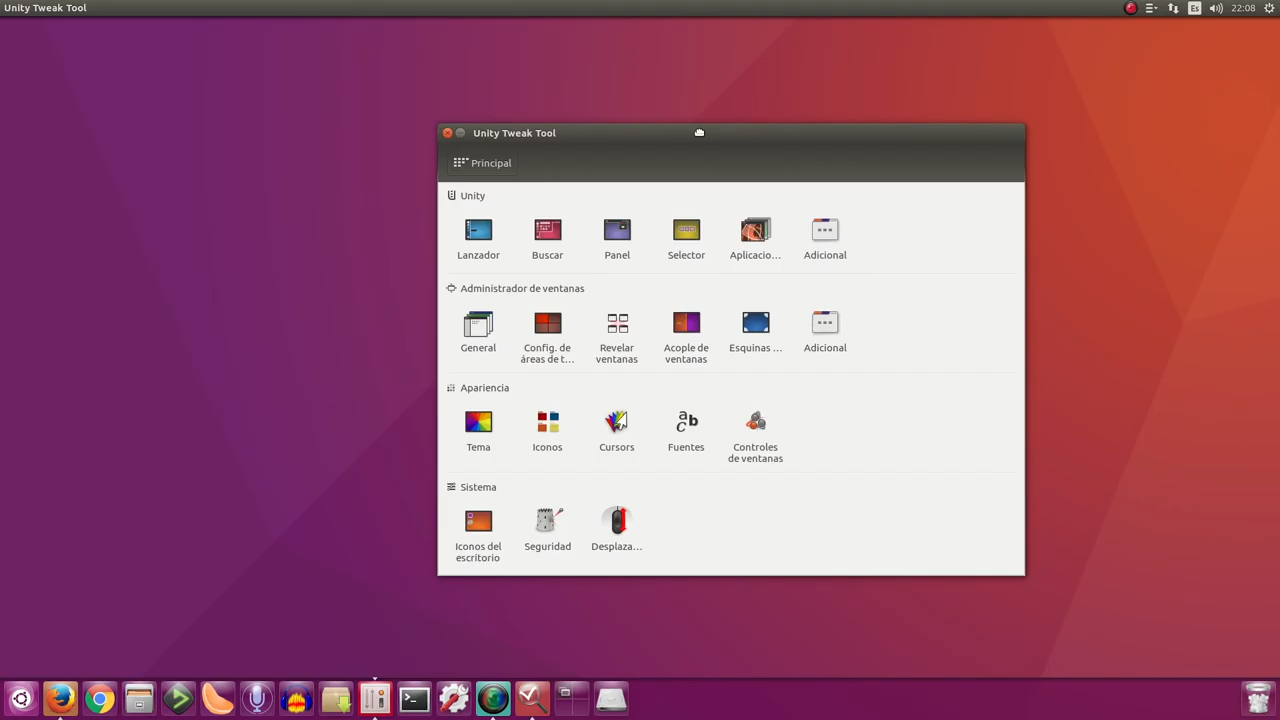 Unity Tweak Tool
Es
22:08
Unity Tweak Tool
Principal
Unity
Lanzador
Buscar
Panel
Selector
Aplicacio...
Adicional
Administrador de ventanas
General
Config. de
áreas de t...
Revelar
ventanas
Acople de
ventanas
Esquinas ...
Adicional
Apariencia
Tema
Iconos
Cursors
Fuentes
Controles
de ventanas
Sistema
Iconos del
escritorio
Seguridad
Desplaza...